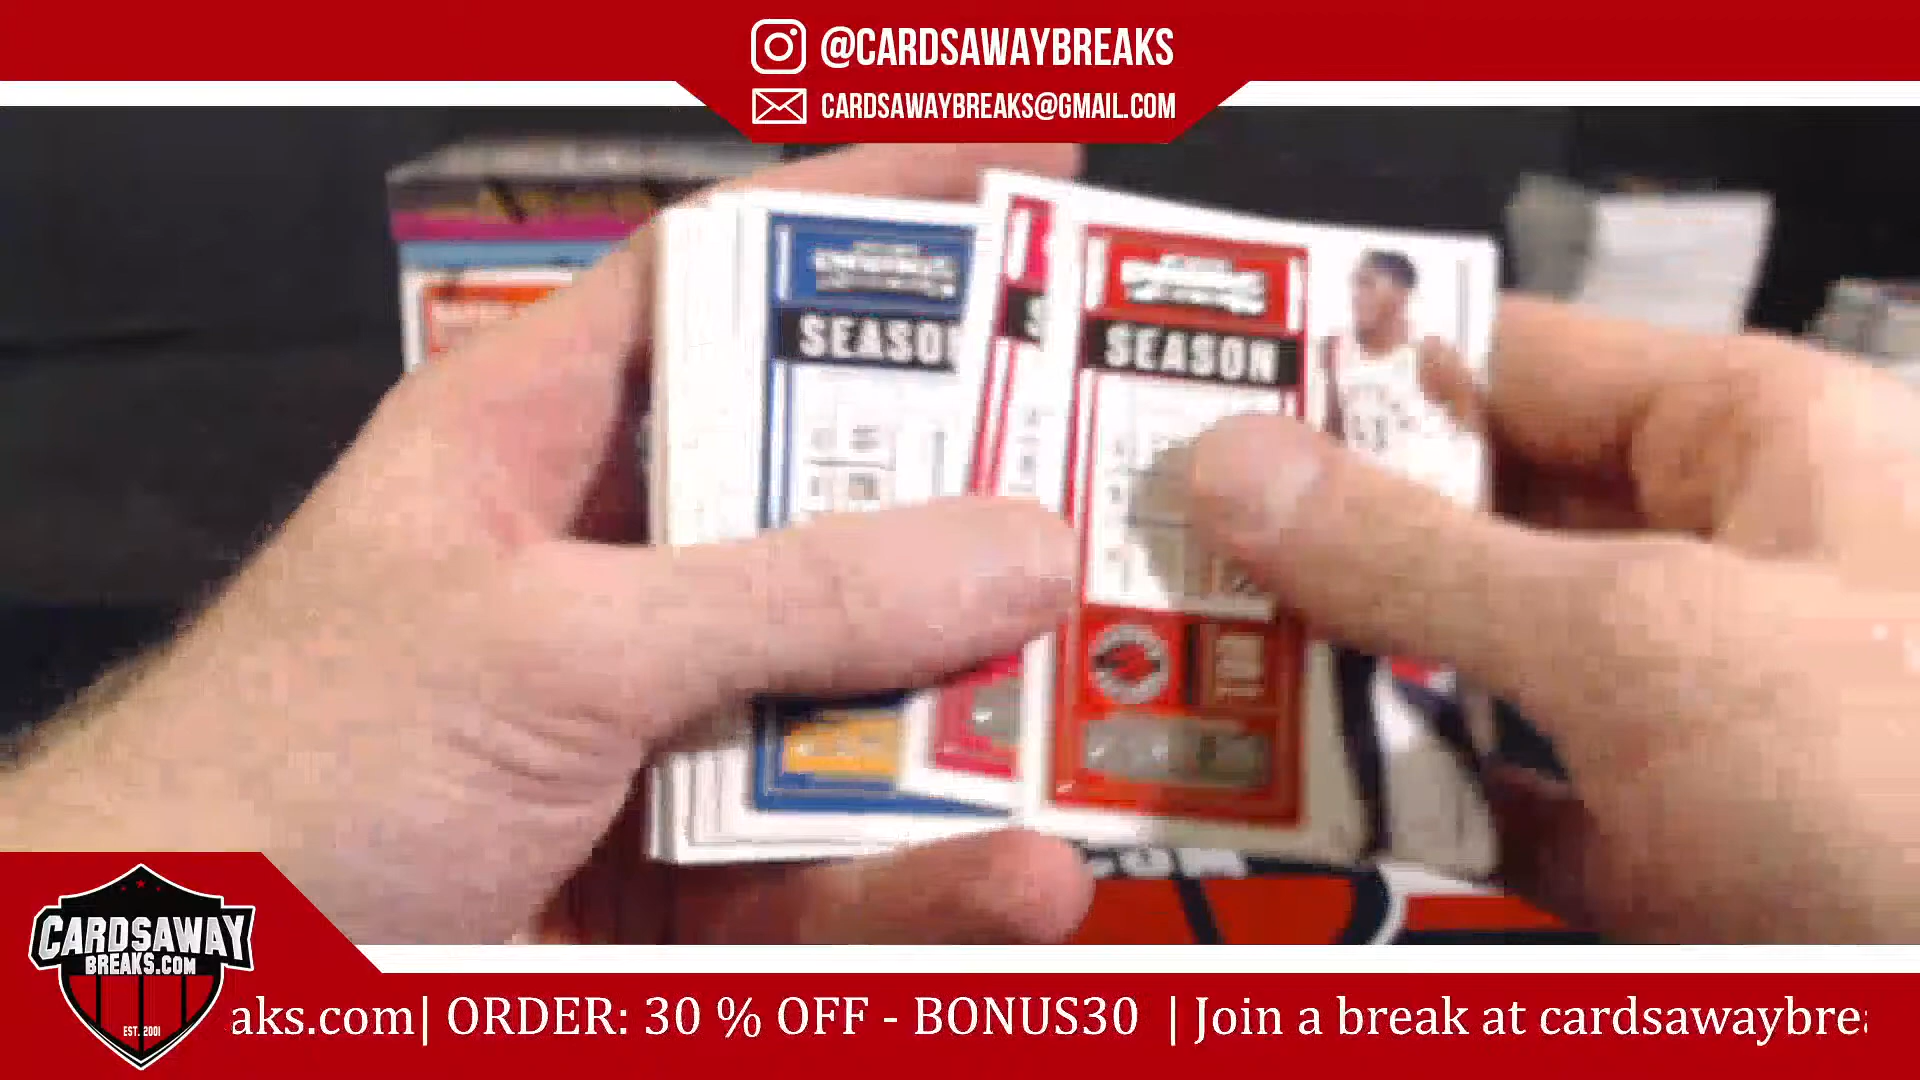 @CARDSAWAYBREAKS
CARDSAWAYBREAKS@GMAIL.COM
SEASON
SEASON
CARDSAWAY
BREAKS.COM
EST. 2001
aks.com| ORDER: 30 % OFF - BONUS30 | Join a break at cardsawaybrea